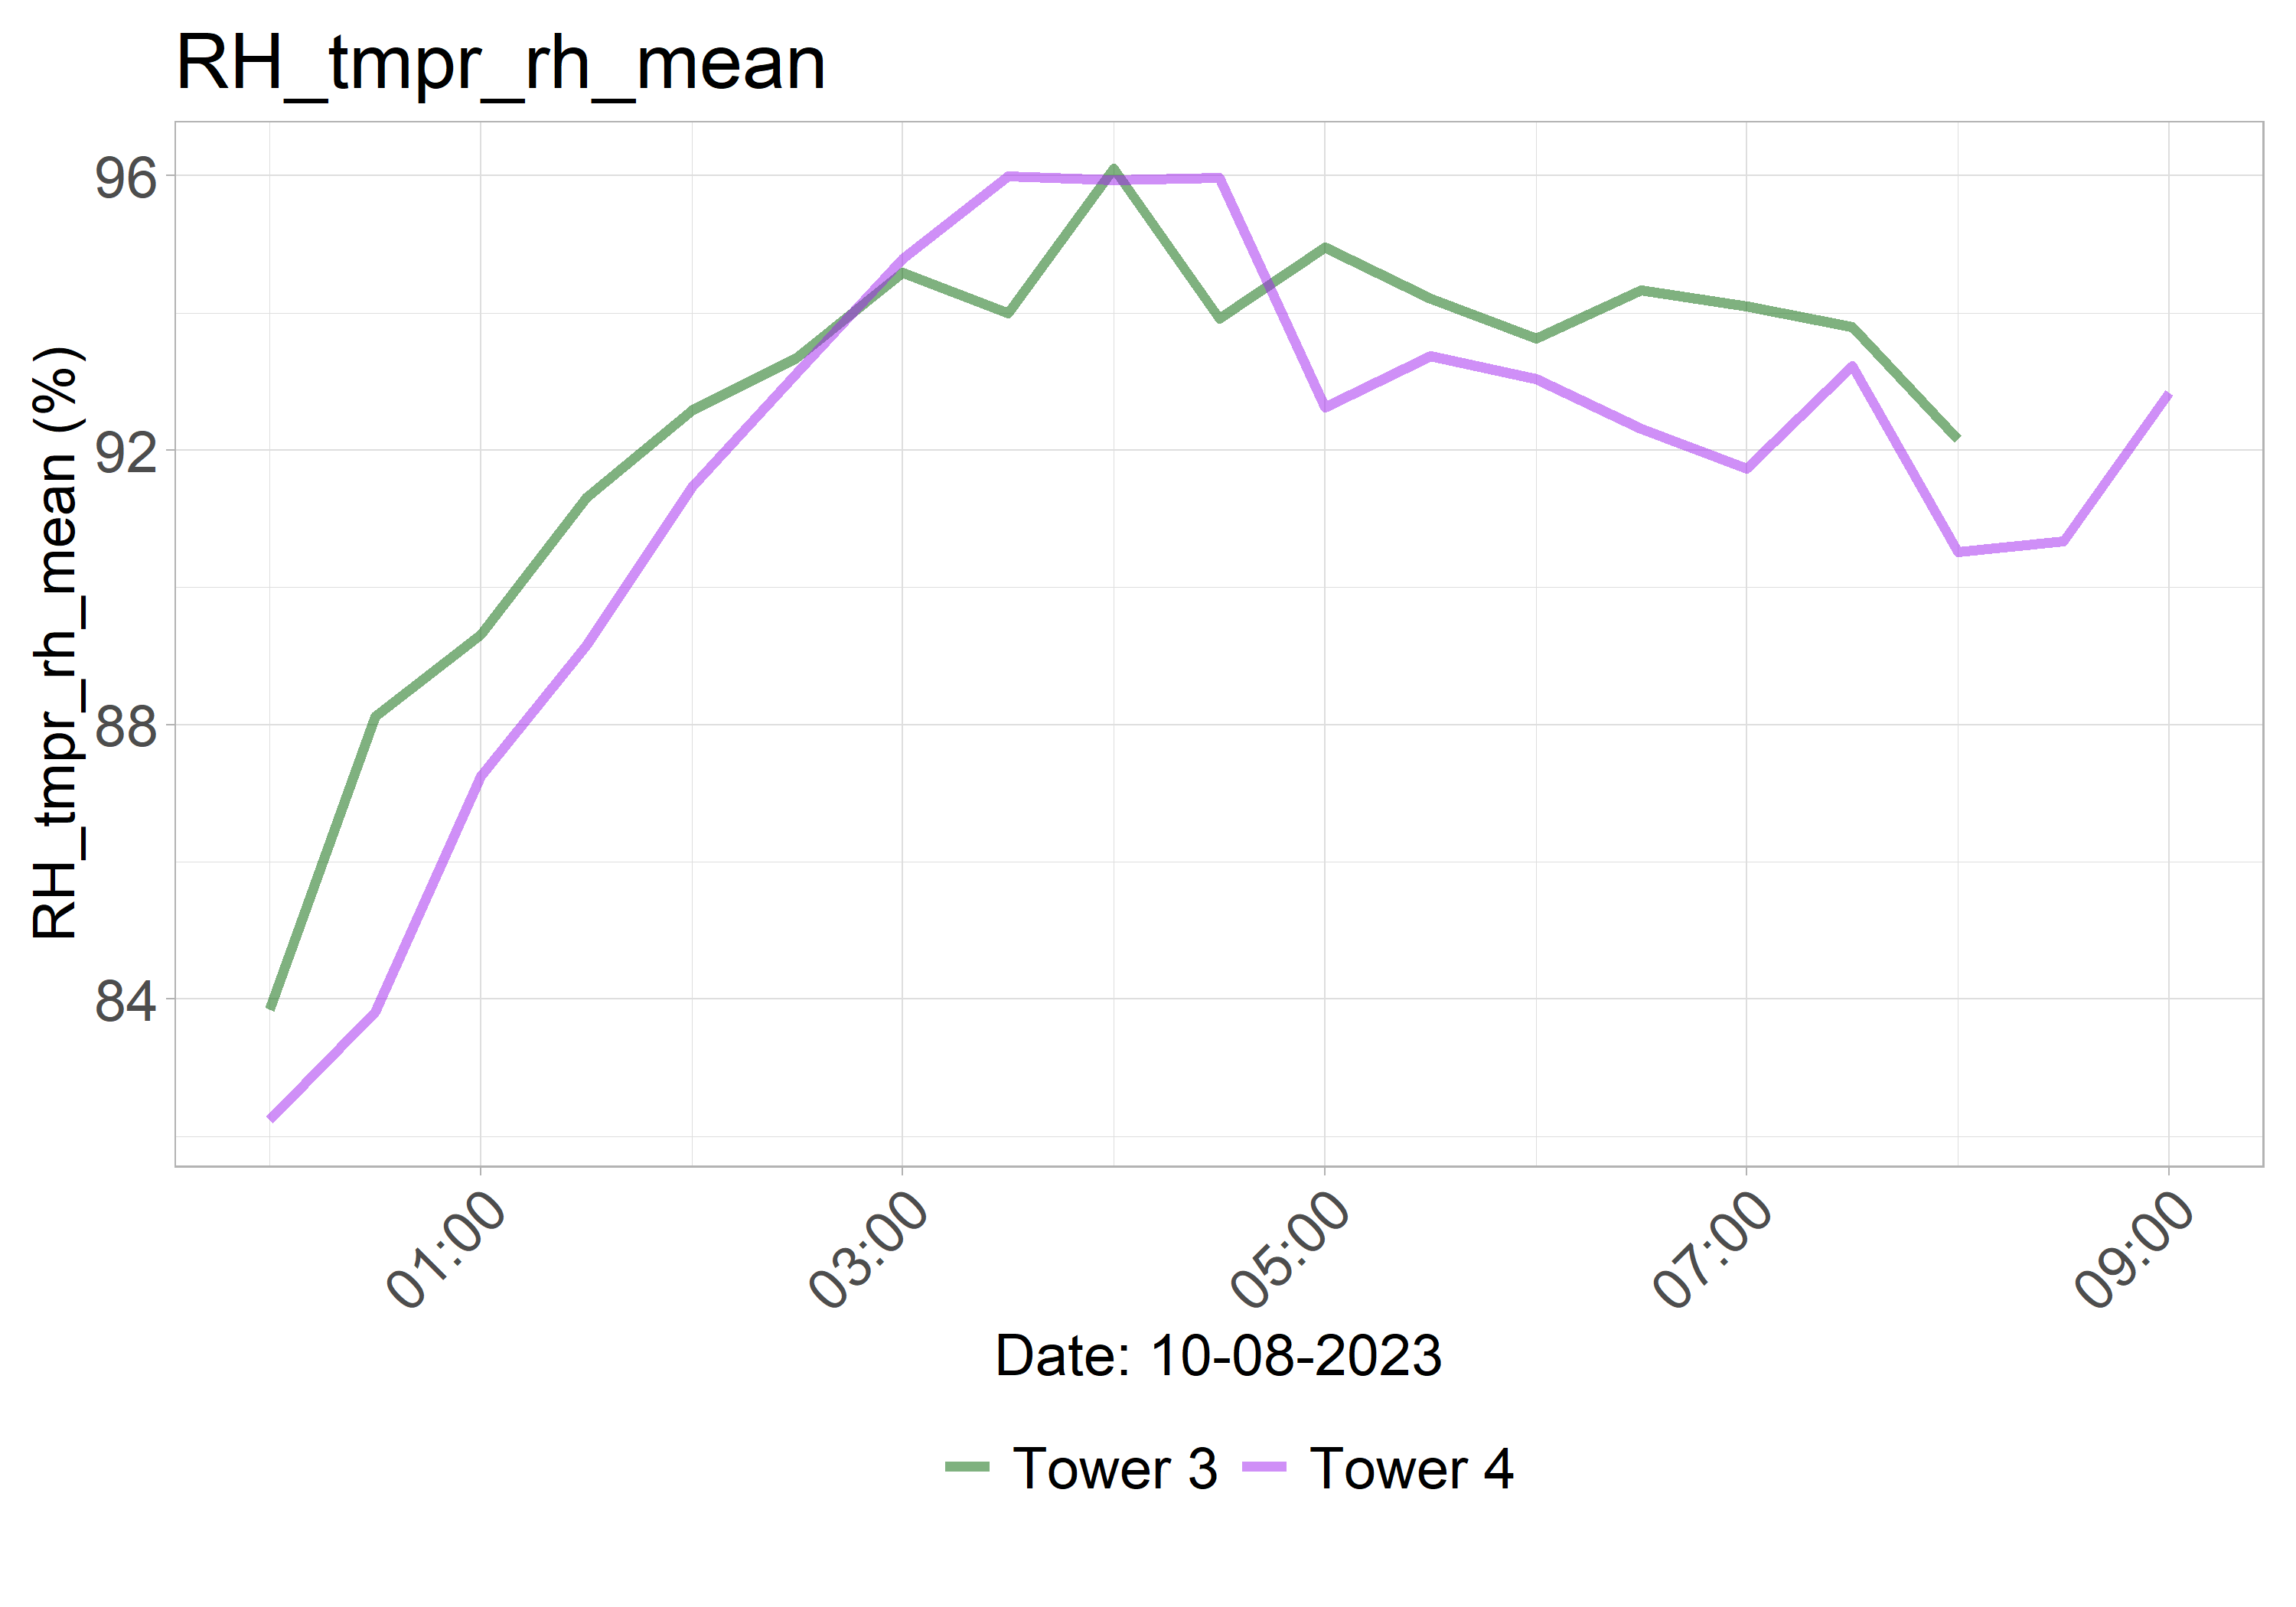 RH_tmpr_rh_mean
RH_tmpr_rh_mean (%)
96
92
88
84
01:00
03:00
05:00
07:00
09:00
Date: 10-08-2023
Tower 3
Tower 4